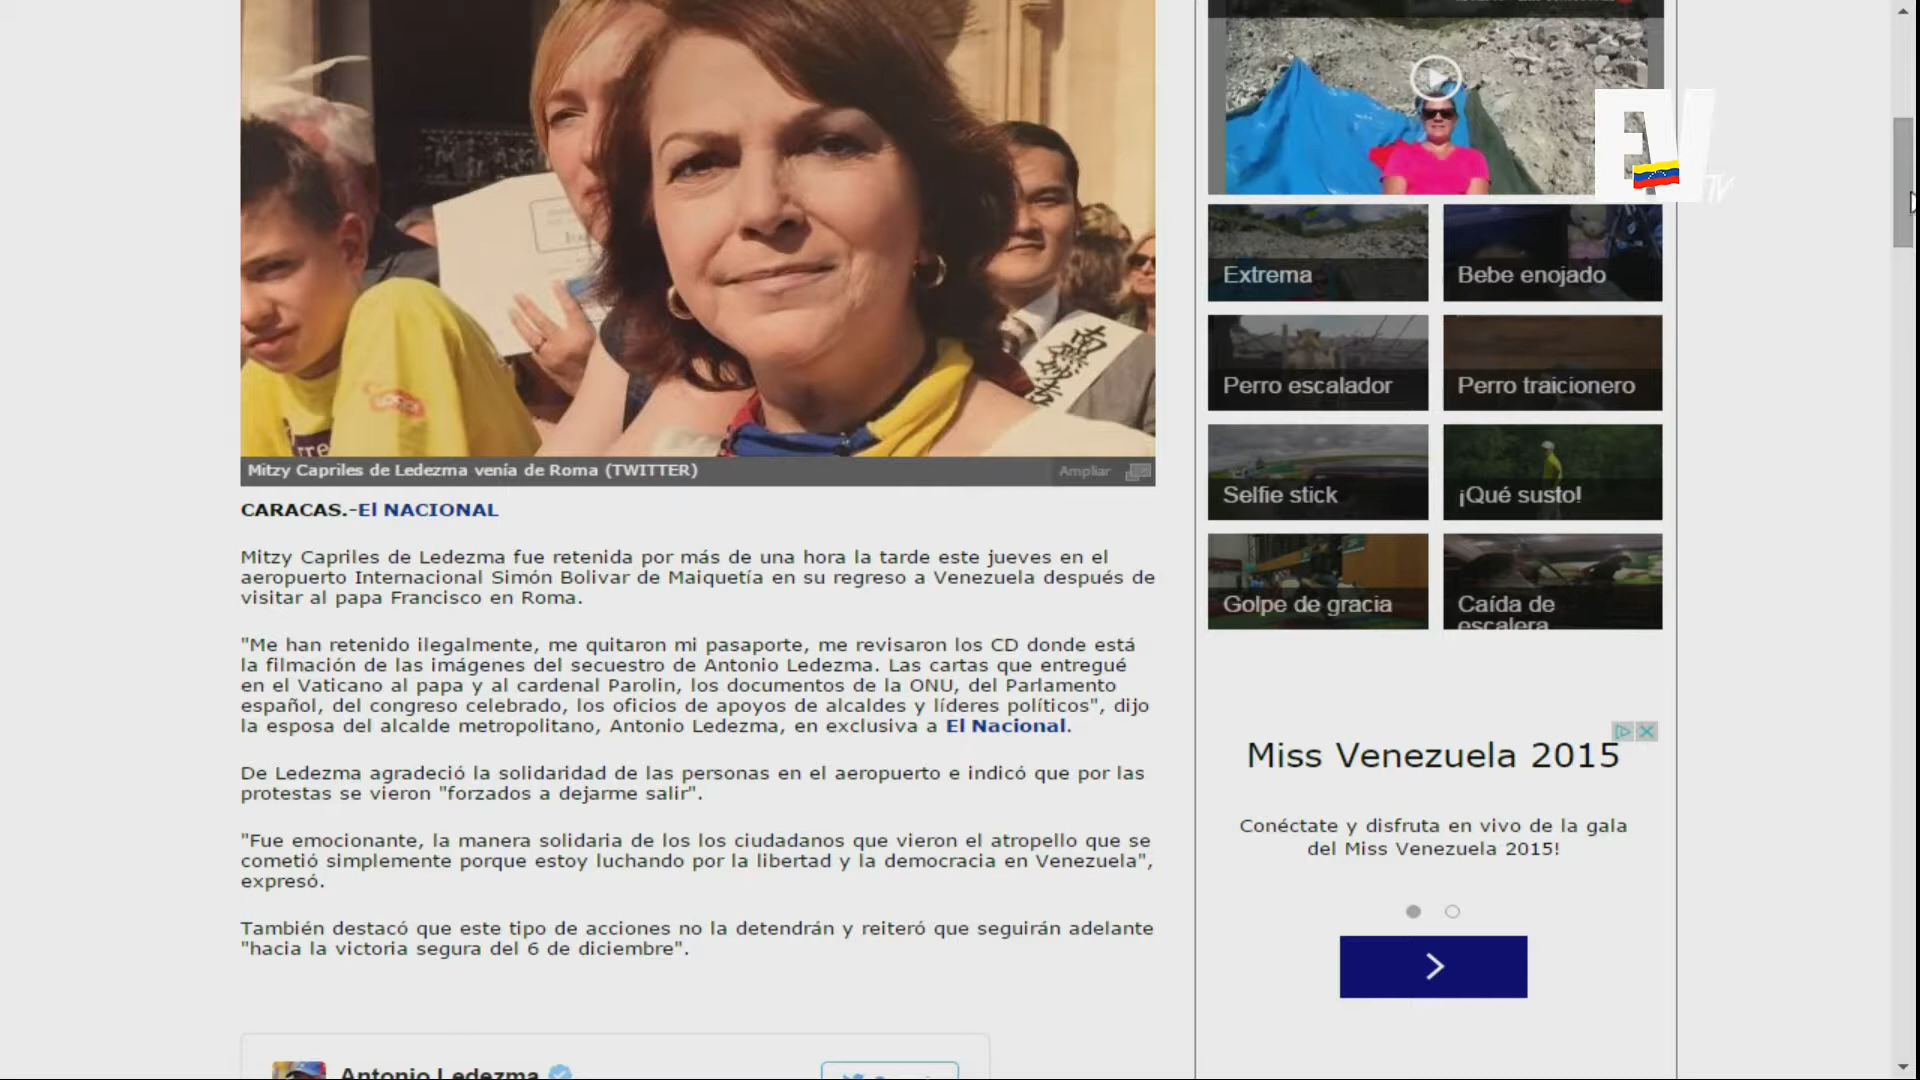 EV
TV
Extrema
Bebe enojado
Perro escalador
Perro traicionero
Selfie stick
¡Qué susto!
Golpe de gracia
Caída de
escalera
南無妙法
Mitzy Capriles de Ledezma venía de Roma (TWITTER)
Ampliar
CARACAS.-El NACIONAL
Mitzy Capriles de Ledezma fue retenida por más de una hora la tarde este jueves en el
aeropuerto Internacional Simón Bolivar de Maiquetía en su regreso a Venezuela después de
visitar al papa Francisco en Roma.
"Me han retenido ilegalmente, me quitaron mi pasaporte, me revisaron los CD donde está
la filmación de las imágenes del secuestro de Antonio Ledezma. Las cartas que entregué
en el Vaticano al papa y al cardenal Parolin, los documentos de la ONU, del Parlamento
español, del congreso celebrado, los oficios de apoyos de alcaldes y líderes políticos", dijo
la esposa del alcalde metropolitano, Antonio Ledezma, en exclusiva a El Nacional.
De Ledezma agradeció la solidaridad de las personas en el aeropuerto e indicó que por las
protestas se vieron "forzados a dejarme salir".
"Fue emocionante, la manera solidaria de los los ciudadanos que vieron el atropello que se
cometió simplemente porque estoy luchando por la libertad y la democracia en Venezuela",
expresó.
También destacó que este tipo de acciones no la detendrán y reiteró que seguirán adelante
"hacia la victoria segura del 6 de diciembre".
Antonio Ledezma
Miss Venezuela 2015
Conéctate y disfruta en vivo de la gala
del Miss Venezuela 2015!